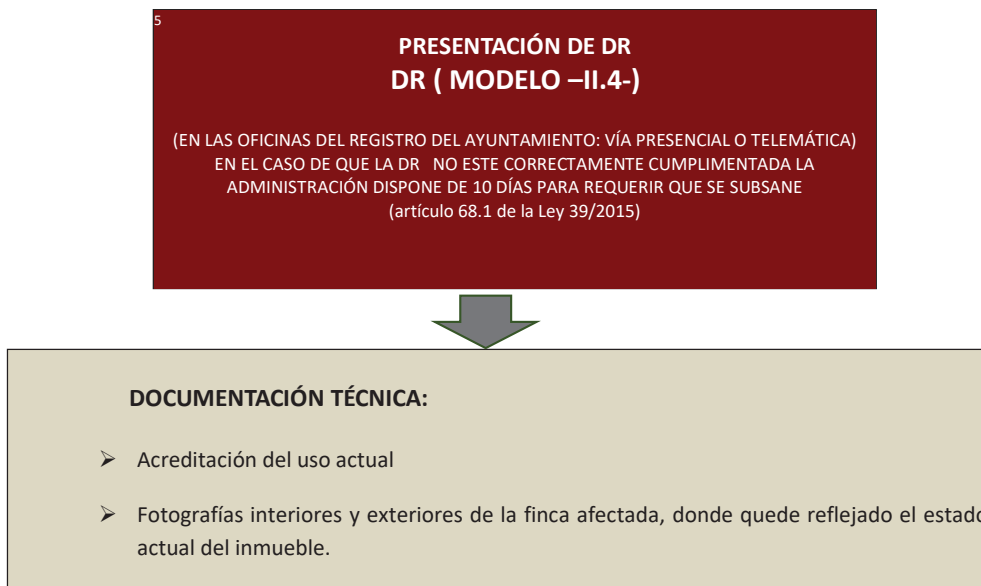 5
PRESENTACIÓN DE DR
DR ( MODELO –II.4-)
(EN LAS OFICINAS DEL REGISTRO DEL AYUNTAMIENTO: VÍA PRESENCIAL O TELEMÁTICA)
EN EL CASO DE QUE LA DR NO ESTE CORRECTAMENTE CUMPLIMENTADA LA
ADMINISTRACIÓN DISPONE DE 10 DÍAS PARA REQUERIR QUE SE SUBSANE
(artículo 68.1 de la Ley 39/2015)
DOCUMENTACIÓN TÉCNICA:
➢ Acreditación del uso actual
➢ Fotografías interiores y exteriores de la finca afectada, donde quede reflejado el estado
actual del inmueble.